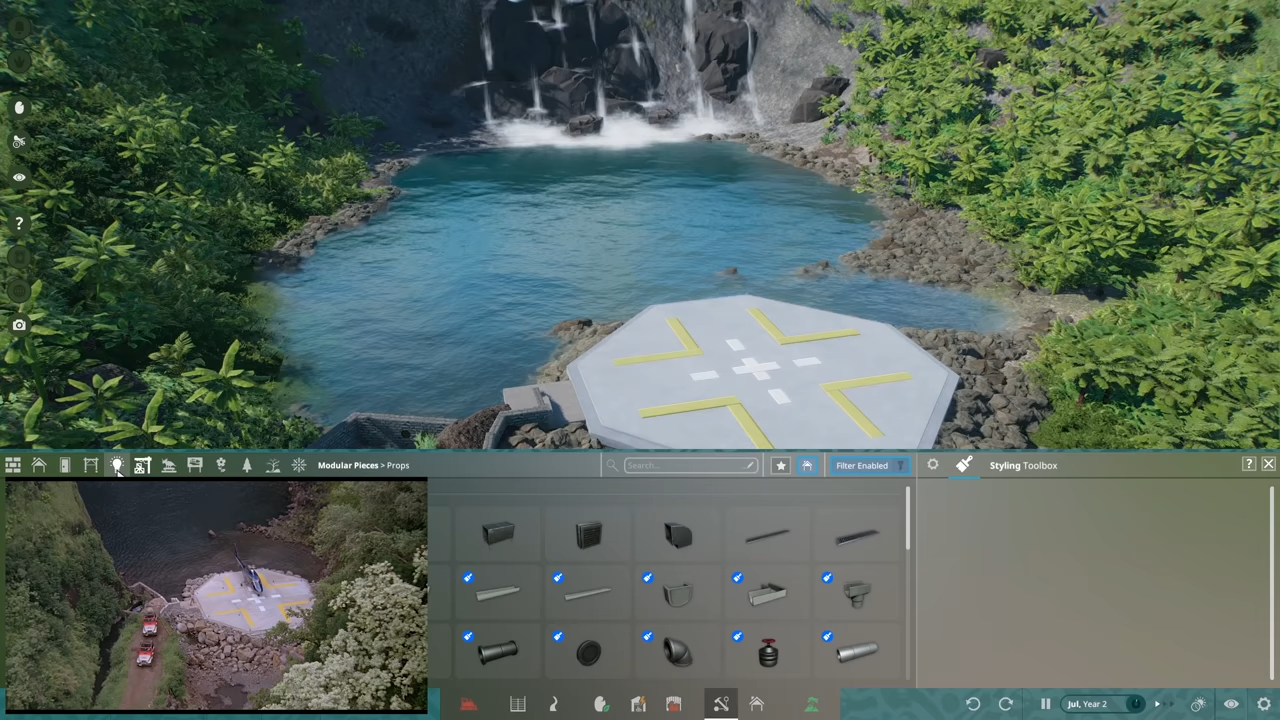 Modular Pieces > Props
Search...
Filter Enabled
Styling Toolbox
?
?
Jul, Year 2